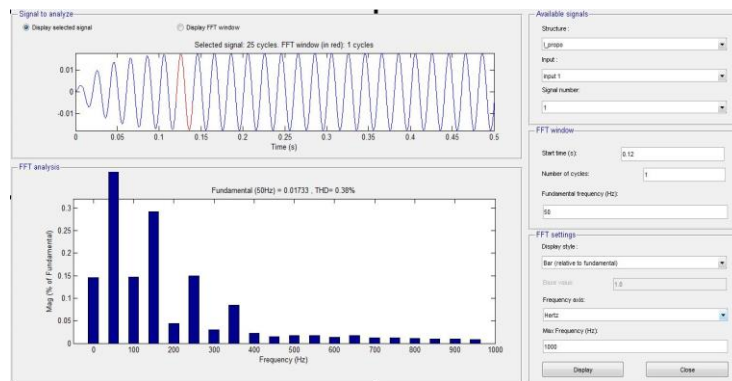 Signal to analyze
Display selected signal
Display FFT window
Selected signal: 25 cycles. FFT window (in red): 1 cycles
0.01
0
-0.01
0 0.05 0.1 0.15 0.2 0.25 0.3 0.35 0.4 0.45 0.5
Time (s)
FFT analysis
Fundamental (50Hz) = 0.01733 , THD= 0.38%
0.3
0.25
0.2
0.15
0.1
0.05
0
Mag (% of Fundamental)
0 100 200 300 400 500 600 700 800 900 1000
Frequency (Hz)
Available signals
Structure :
Input :
input 1
Signal number:
1
FFT window
Start time (s):
0.12
Number of cycles:
1
Fundamental frequency (Hz):
50
FFT settings
Display style :
Bar (relative to fundamental)
Base value:
1.0
Frequency axis:
Hertz
Max Frequency (Hz):
1000
Display
Close